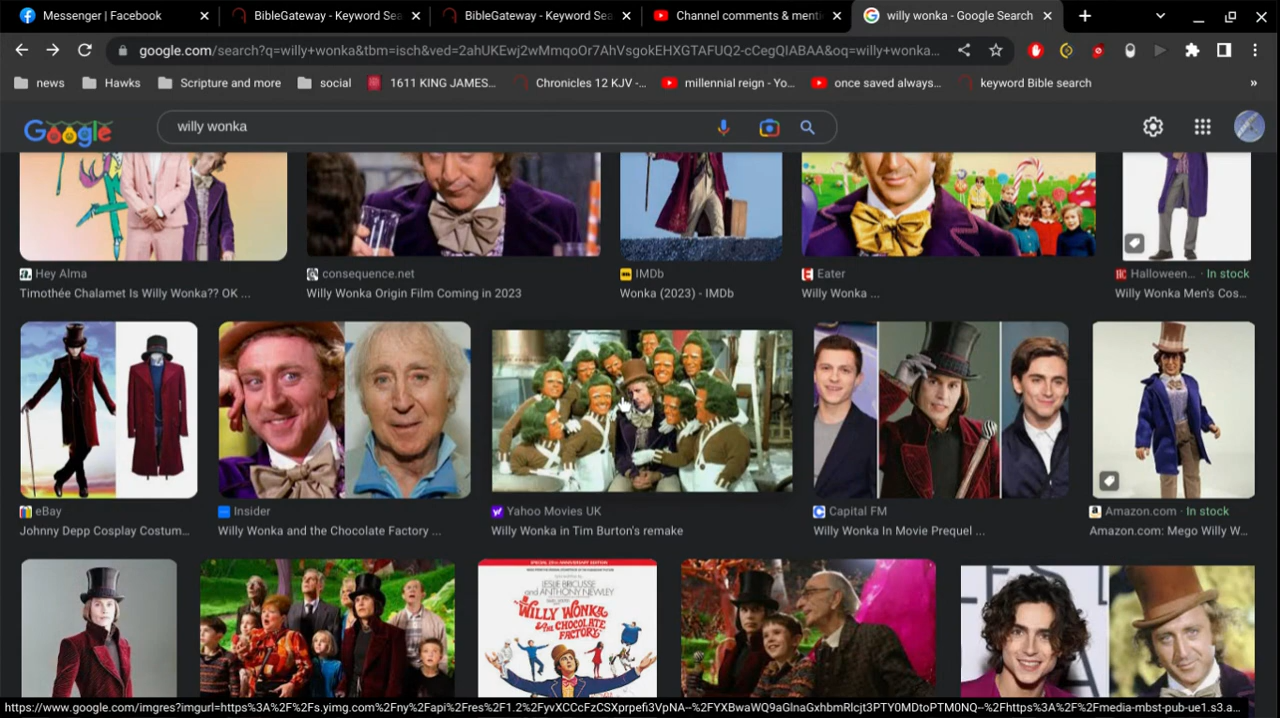 Messenger | Facebook
BibleGateway - Keyword Sea
BibleGateway - Keyword Sea
Channel comments & menti
willy wonka - Google Search
google.com/search?q=willy+wonka&tbm=isch&ved=2ahUKEwj2wMmqoOr7AhVsgokEHXGTAFUQ2-cCegQIABAA&oq=willy+wonka...
news
Hawks
Scripture and more
social
1611 KING JAMES...
Chronicles 12 KJV -...
millennial reign - Yo...
once saved always...
keyword Bible search
»
Google
willy wonka
Hey Alma
Timothée Chalamet Is Willy Wonka?? OK ...
consequence.net
Willy Wonka Origin Film Coming in 2023
IMDb
Wonka (2023) - IMDb
Eater
Willy Wonka ...
Halloween... · In stock
Willy Wonka Men's Cos...
eBay
Johnny Depp Cosplay Costum...
Insider
Willy Wonka and the Chocolate Factory ...
Yahoo Movies UK
Willy Wonka in Tim Burton's remake
Capital FM
Willy Wonka In Movie Prequel ...
Amazon.com · In stock
Amazon.com: Mego Willy W...
LESLIE BRICUSSE
and ANTHONY NEWLEY
WILLY WONKA
& THE CHOCOLATE
FACTORY
https://www.google.com/imgres?imgurl=https%3A%2F%2Fs.yimg.com%2Fny%2Fapi%2Fres%2F1.2%2FyvXCCcFzCSXprpefi3VpNA--%2FYXBwaWQ9aGlnaGxhbmRlcjt3PTY0MDtoPTM0NQ--%2Fhttps%3A%2F%2Fmedia-mbst-pub-ue1.s3.a...